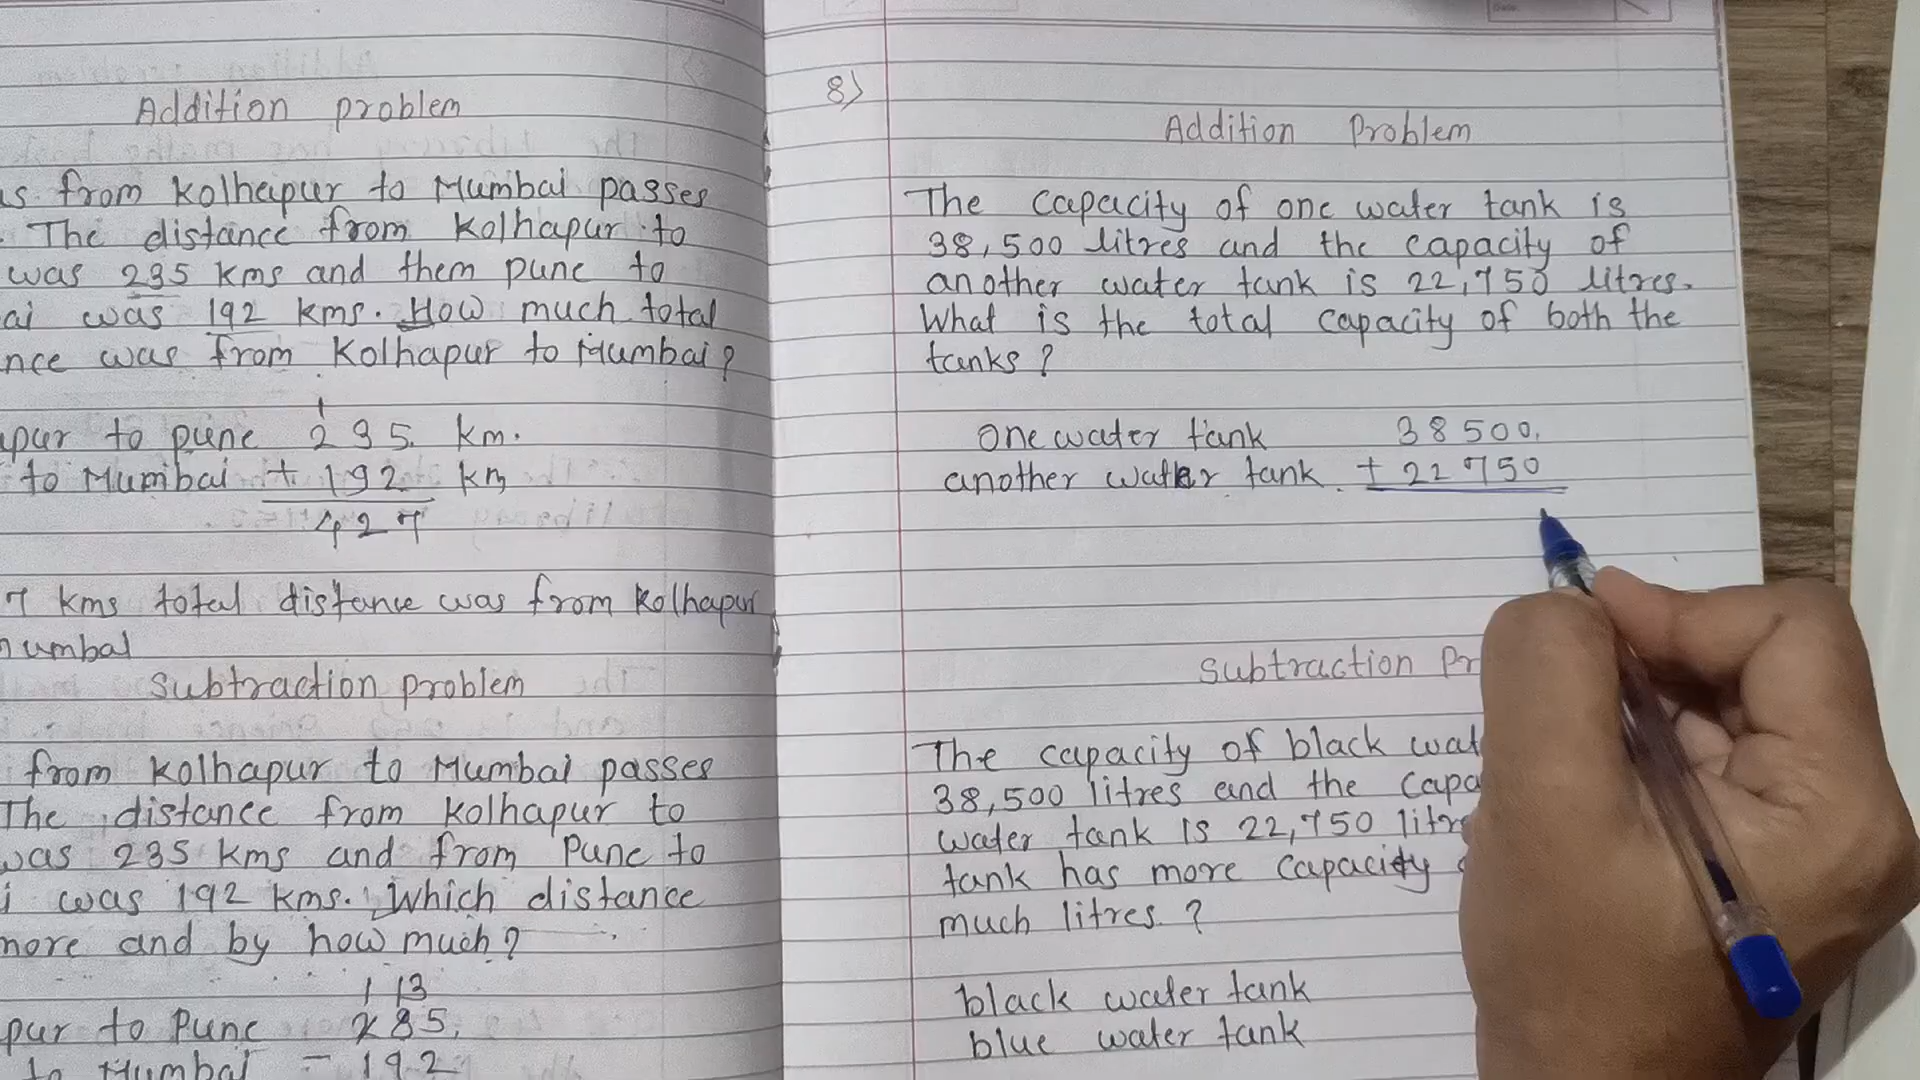 Addition problem
from Kolhapur to Mumbai passes
The distance from Kolhapur to
was 235 kms and them pune to
was 192 kms. How much total
was from Kolhapur to Mumbai?
1
to pune 235 km.
to Mumbai + 192 km
427
7 kms total distance was from Kolhapur
Subtraction problem
from Kolhapur to Mumbai passes
The distance from Kolhapur to
was 235 kms and from Pune to
was 192 kms. Which distance
more and by how much?
1 13
to Pune 235.
to Mumbai - 192
8)
Addition Problem
The capacity of one water tank is
38,500 litres and the capacity of
another water tank is 22,750 litres.
What is the total capacity of both the
tanks?
One water tank 38500.
another water tank. + 22750
Subtraction Pr
The capacity of black wat
38,500 litres and the capa
water tank is 22,750 litre
tank has more capacity
much litres. ?
black water tank
blue water tank